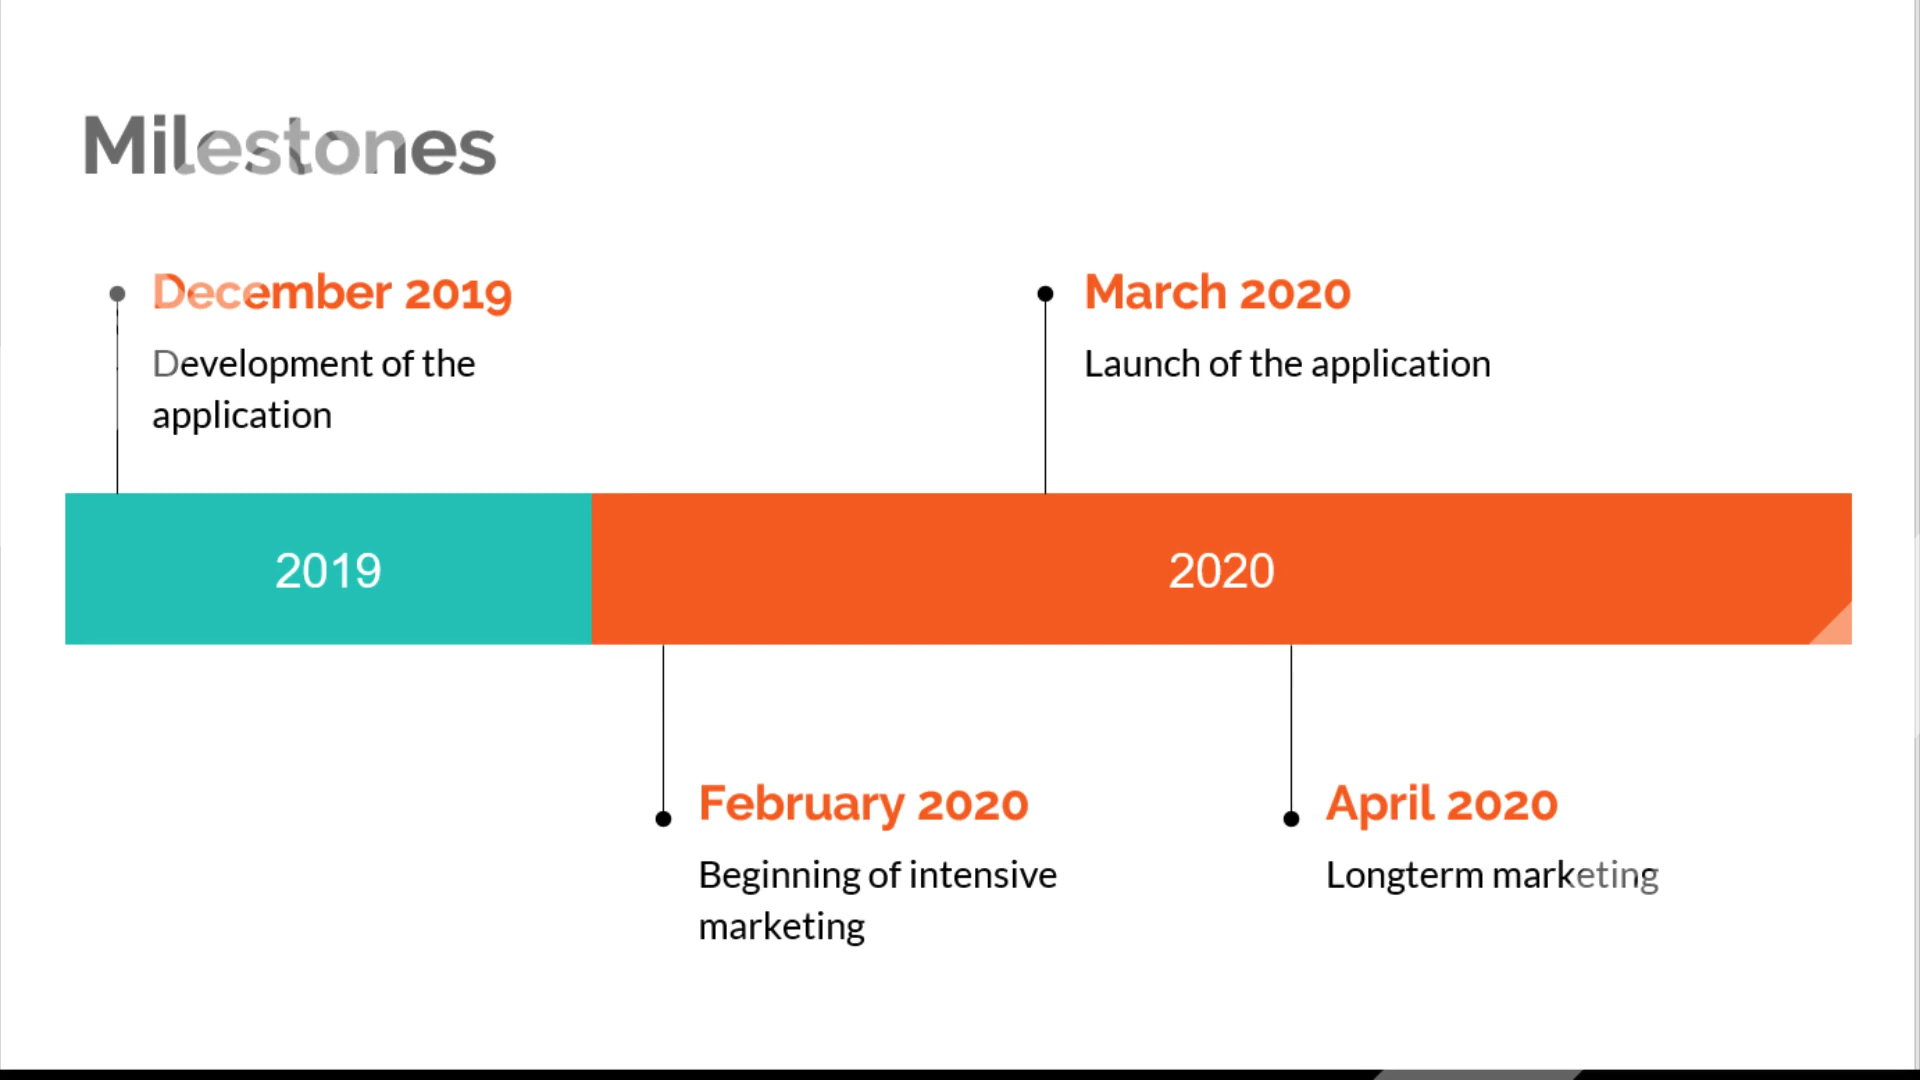 Milestones
December 2019
Development of the
application
March 2020
Launch of the application
2019
2020
February 2020
Beginning of intensive
marketing
April 2020
Longterm marketing